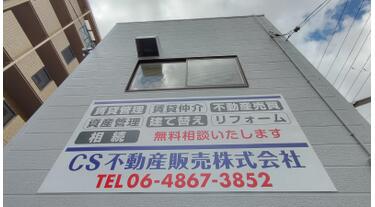 賃貸管理 賃貸仲介 不動産売買
資産管理 建て替え リフォーム
相続 無料相談いたします
CS不動産販売株式会社
TEL 06-4867-3852